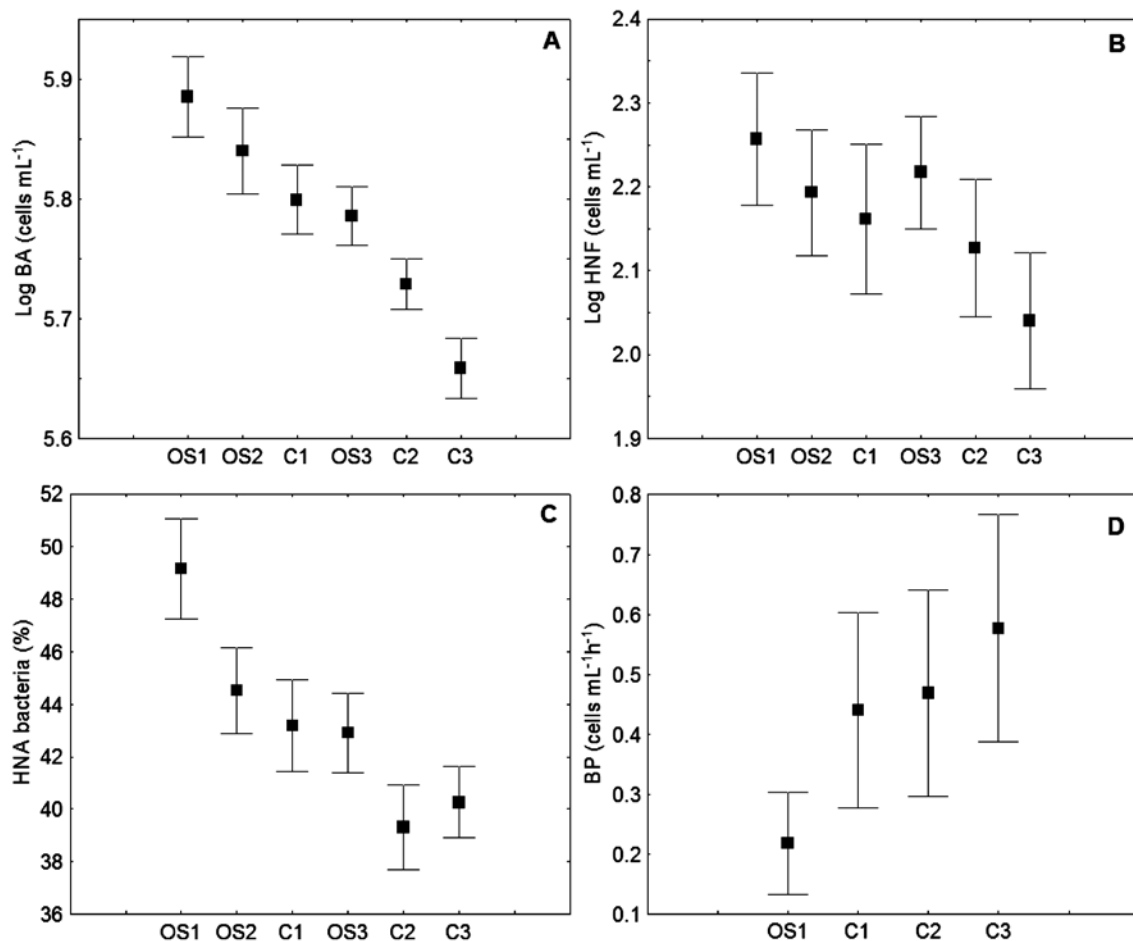 A
Log BA (cells mL⁻¹)
5.9
5.8
5.7
5.6
OS1 OS2 C1 OS3 C2 C3
B
Log HNF (cells mL⁻¹)
2.4
2.3
2.2
2.1
2.0
1.9
OS1 OS2 C1 OS3 C2 C3
C
HNA bacteria (%)
52
50
48
46
44
42
40
38
36
OS1 OS2 C1 OS3 C2 C3
D
BP (cells mL⁻¹h⁻¹)
0.8
0.7
0.6
0.5
0.4
0.3
0.2
0.1
OS1 C1 C2 C3